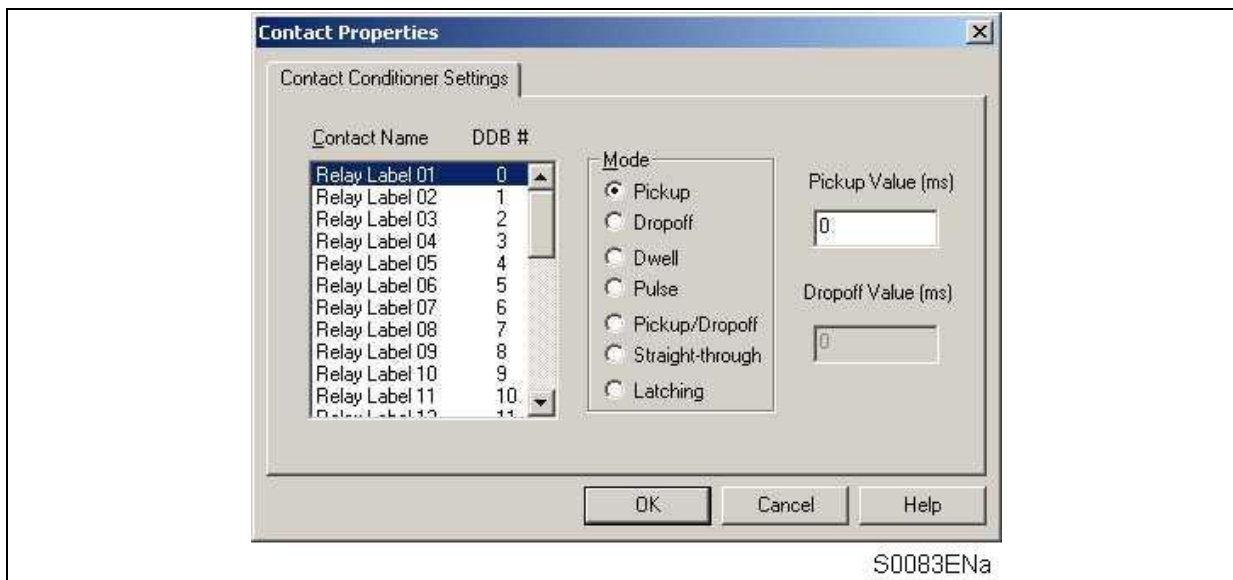 Contact Properties
Contact Conditioner Settings
Contact Name DDB #
Relay Label 01 0
Relay Label 02 1
Relay Label 03 2
Relay Label 04 3
Relay Label 05 4
Relay Label 06 5
Relay Label 07 6
Relay Label 08 7
Relay Label 09 8
Relay Label 10 9
Relay Label 11 10
Mode
Pickup
Dropoff
Dwell
Pulse
Pickup/Dropoff
Straight-through
Latching
Pickup Value (ms)
0
Dropoff Value (ms)
0
OK Cancel Help
S0083ENa